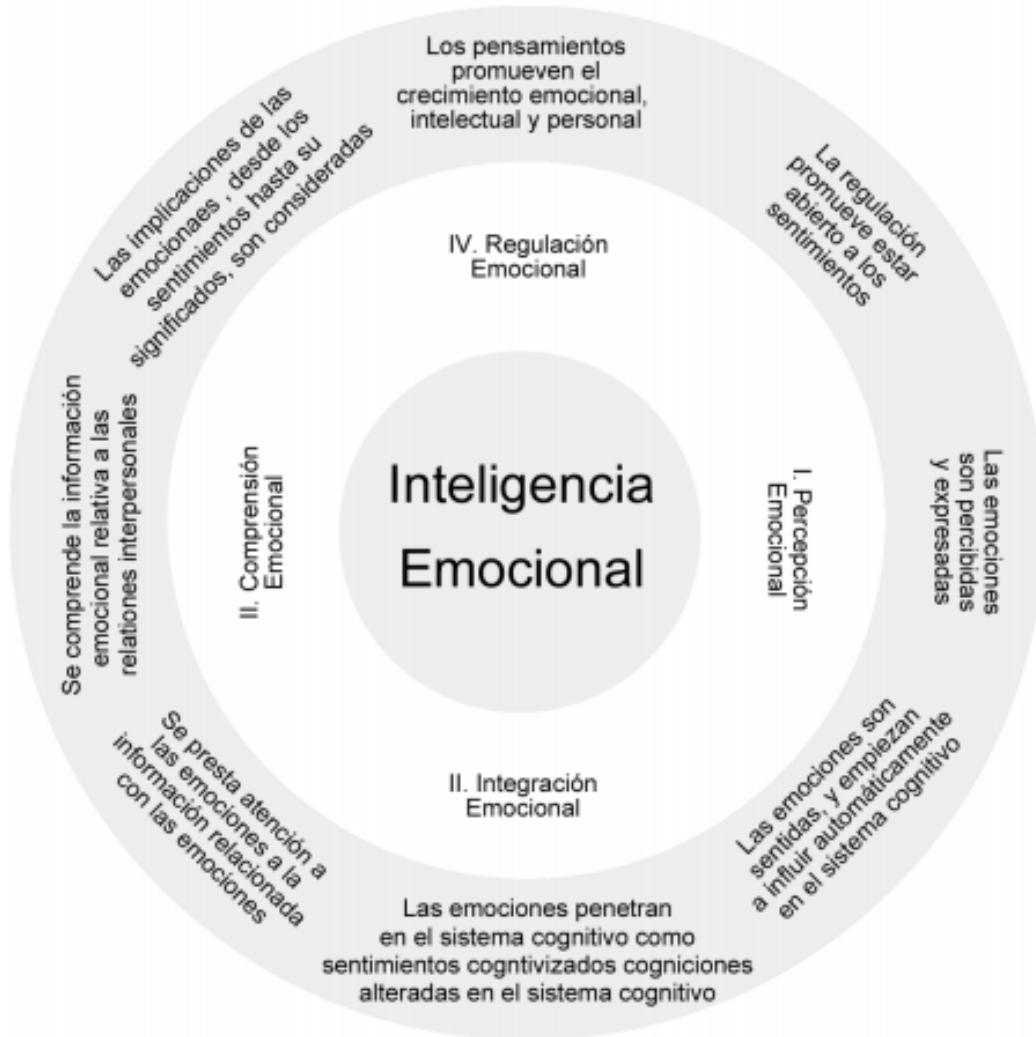 Los pensamientos
promueven el
crecimiento emocional,
intelectual y personal
La regulación
promueve estar
abierto a los
sentimientos
Las emociones
son percibidas
y expresadas
Las emociones son
sentidas, y empiezan
a influir automáticamente
en el sistema cognitivo
Las emociones penetran
en el sistema cognitivo como
sentimientos cogntivizados cogniciones
alteradas en el sistema cognitivo
Se presta atención a
las emociones a la
información relacionada
con las emociones
Se comprende la información
emocional relativa a las
relationes interpersonales
Las implicaciones de las
emocionaes , desde los
sentimientos hasta su
significados, son consideradas
IV. Regulación
Emocional
I. Percepción
Emocional
II. Integración
Emocional
II. Comprensión
Emocional
Inteligencia
Emocional